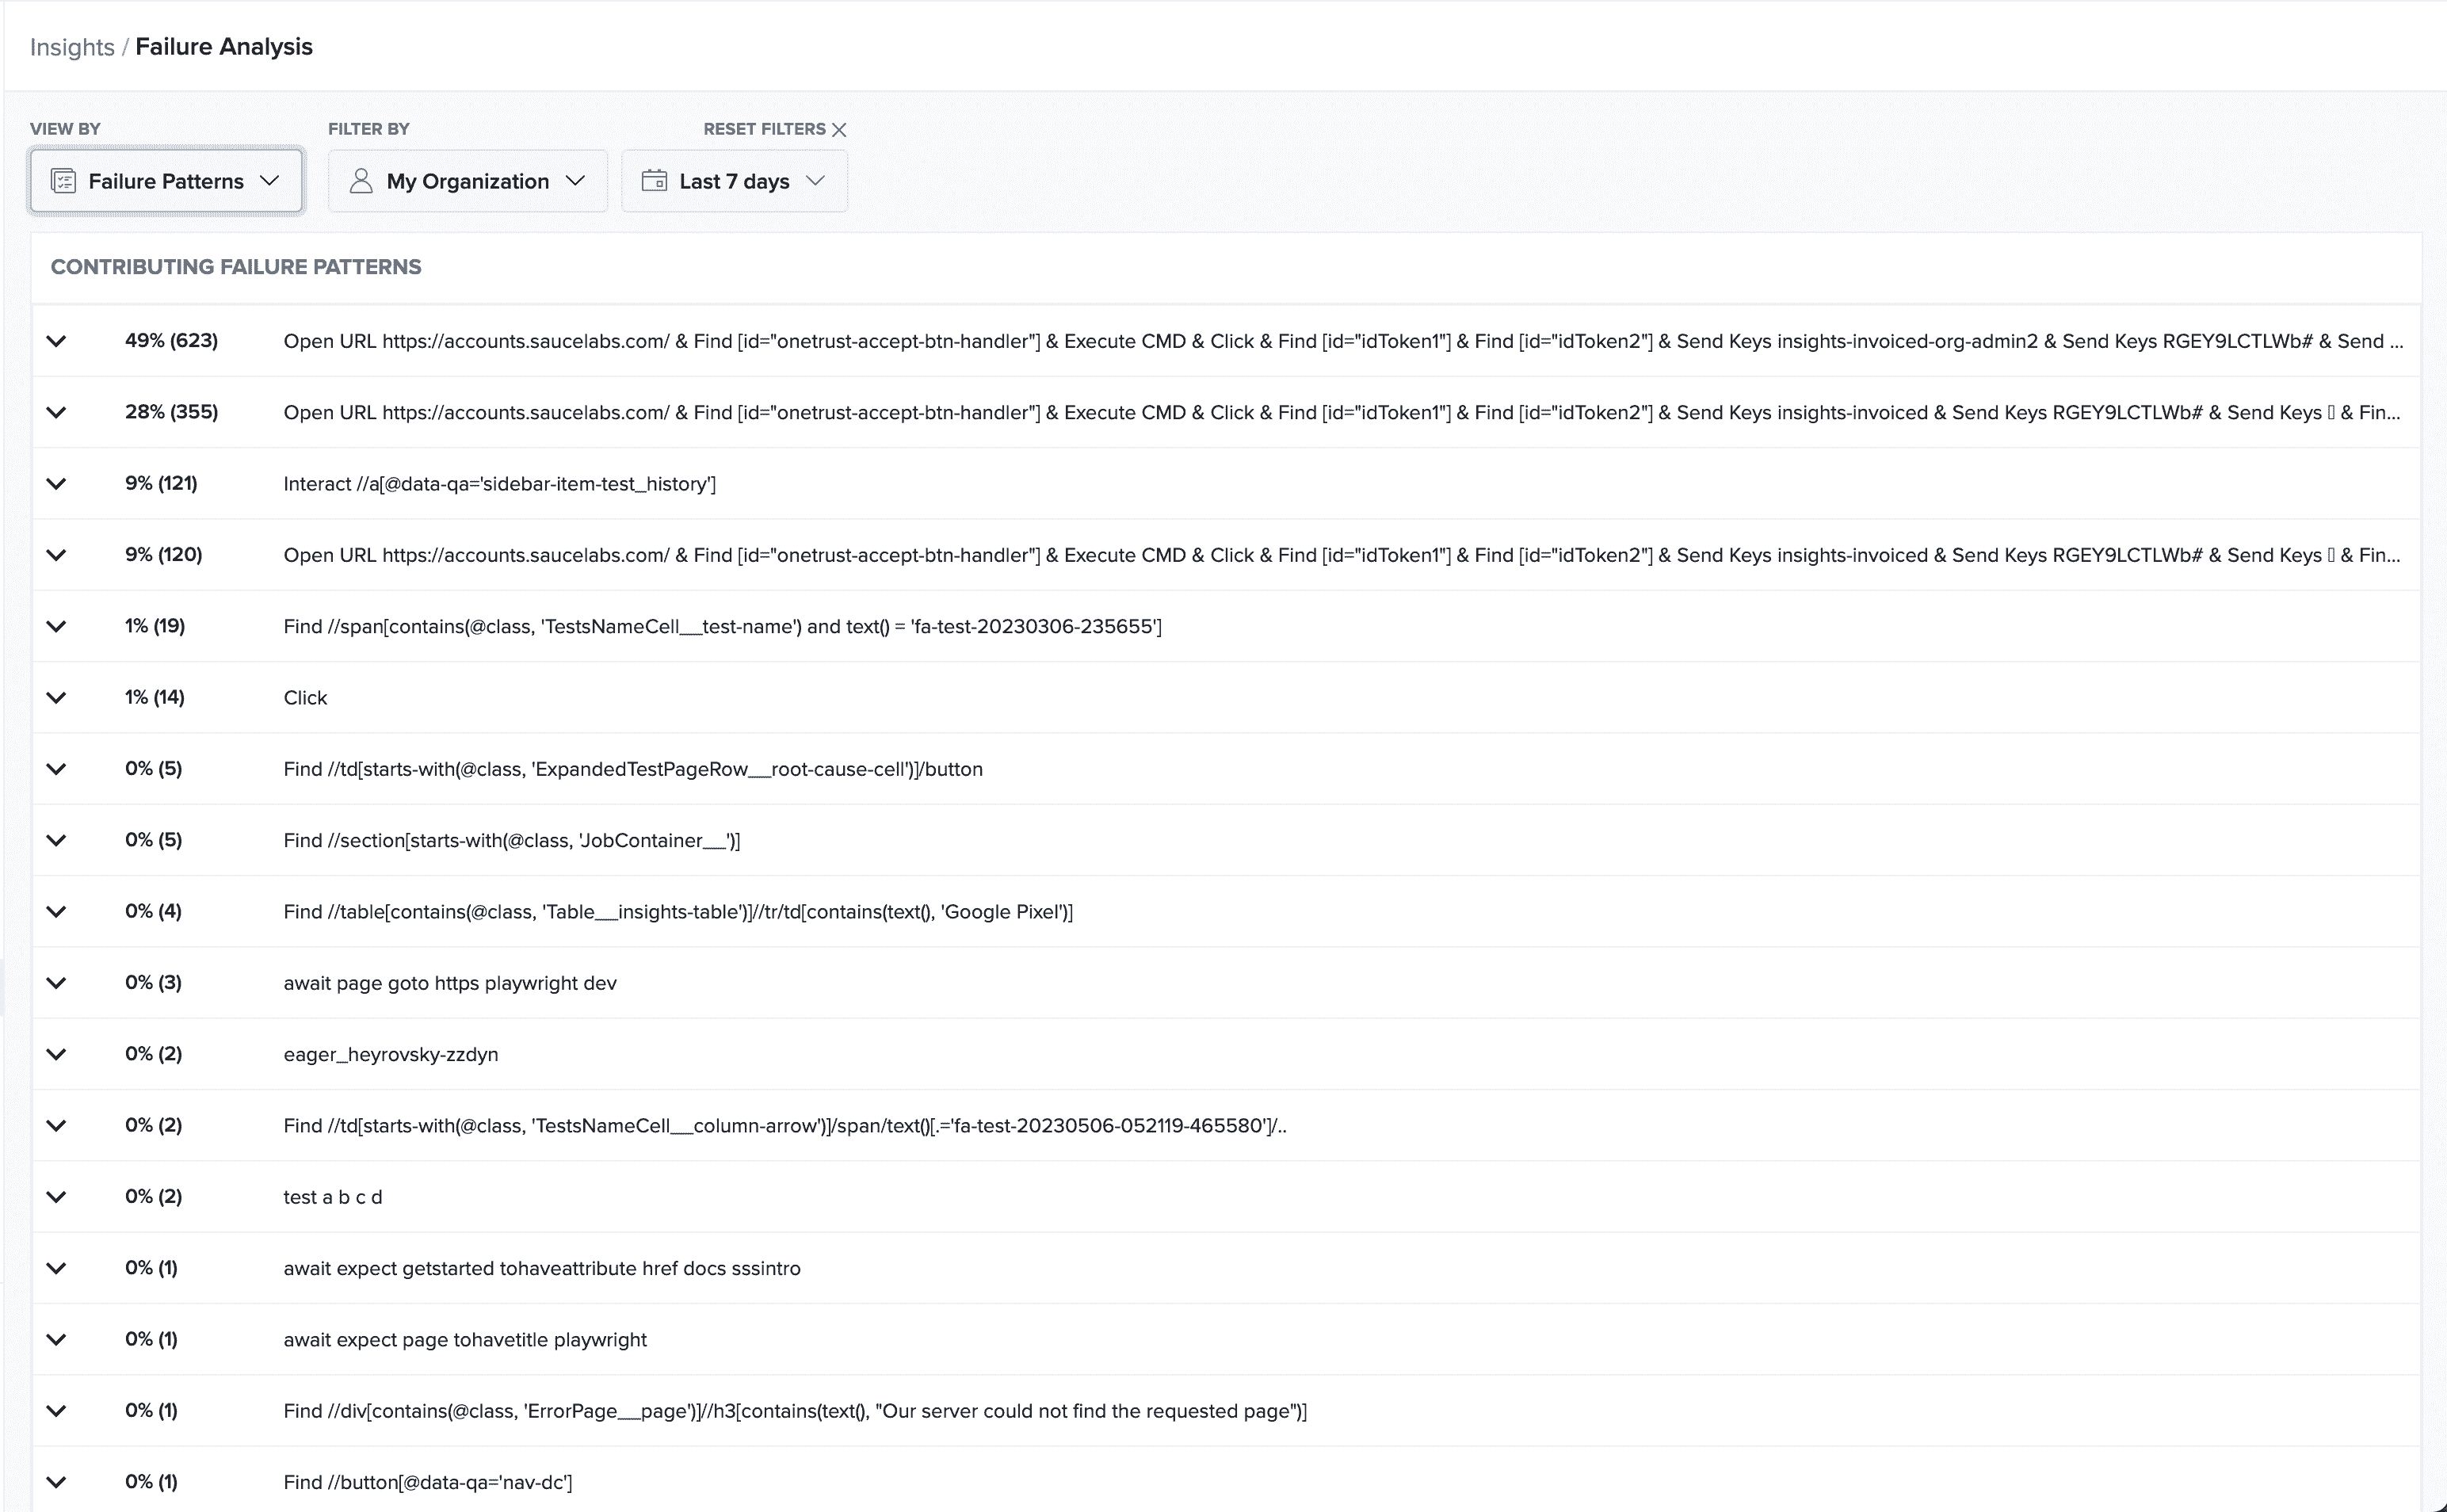 Insights / Failure Analysis
VIEW BY FILTER BY RESET FILTERS
Failure Patterns My Organization Last 7 days
CONTRIBUTING FAILURE PATTERNS
49% (623) Open URL https://accounts.saucelabs.com/ & Find [id="onetrust-accept-btn-handler"] & Execute CMD & Click & Find [id="idToken1"] & Find [id="idToken2"] & Send Keys insights-invoiced-org-admin2 & Send Keys RGEY9LCTLWb# & Send ...
28% (355) Open URL https://accounts.saucelabs.com/ & Find [id="onetrust-accept-btn-handler"] & Execute CMD & Click & Find [id="idToken1"] & Find [id="idToken2"] & Send Keys insights-invoiced & Send Keys RGEY9LCTLWb# & Send Keys ▯ & Fin...
9% (121) Interact //a[@data-qa='sidebar-item-test_history']
9% (120) Open URL https://accounts.saucelabs.com/ & Find [id="onetrust-accept-btn-handler"] & Execute CMD & Click & Find [id="idToken1"] & Find [id="idToken2"] & Send Keys insights-invoiced & Send Keys RGEY9LCTLWb# & Send Keys ▯ & Fin...
1% (19) Find //span[contains(@class, 'TestsNameCell__test-name') and text() = 'fa-test-20230306-235655']
1% (14) Click
0% (5) Find //td[starts-with(@class, 'ExpandedTestPageRow__root-cause-cell')]/button
0% (5) Find //section[starts-with(@class, 'JobContainer__')]
0% (4) Find //table[contains(@class, 'Table__insights-table')]//tr/td[contains(text(), 'Google Pixel')]
0% (3) await page goto https playwright dev
0% (2) eager_heyrovsky-zzdyn
0% (2) Find //td[starts-with(@class, 'TestsNameCell__column-arrow')]/span/text()[.='fa-test-20230506-052119-465580']/..
0% (2) test a b c d
0% (1) await expect getstarted tohaveattribute href docs sssintro
0% (1) await expect page tohavetitle playwright
0% (1) Find //div[contains(@class, 'ErrorPage__page')]//h3[contains(text(), "Our server could not find the requested page")]
0% (1) Find //button[@data-qa='nav-dc']